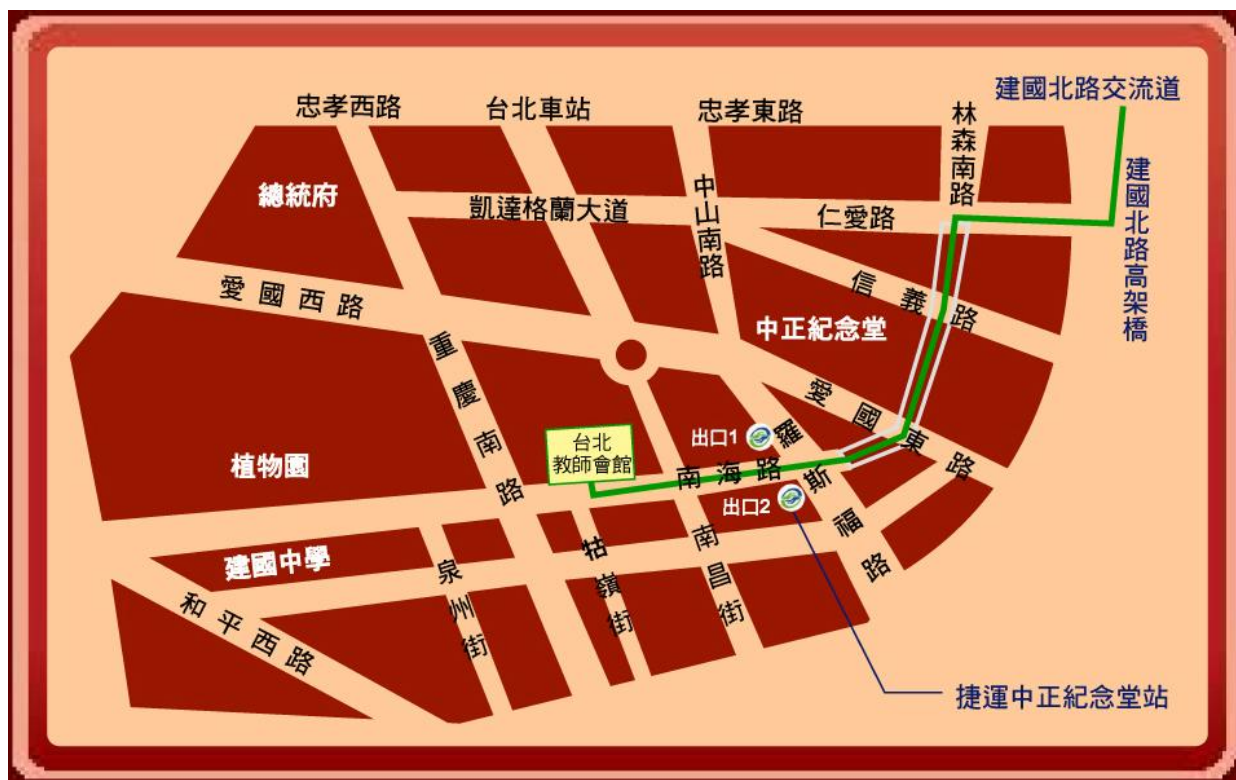 建國北路交流道
忠孝西路
台北車站
忠孝東路
林森南路
建國北路高架橋
總統府
凱達格蘭大道
中山南路
仁愛路
愛國西路
信義路
中正紀念堂
重慶南路
愛國東路
台北
教師會館
出口1
羅斯福路
植物園
南海路
出口2
建國中學
泉州街
牯嶺街
南昌街
和平西路
捷運中正紀念堂站